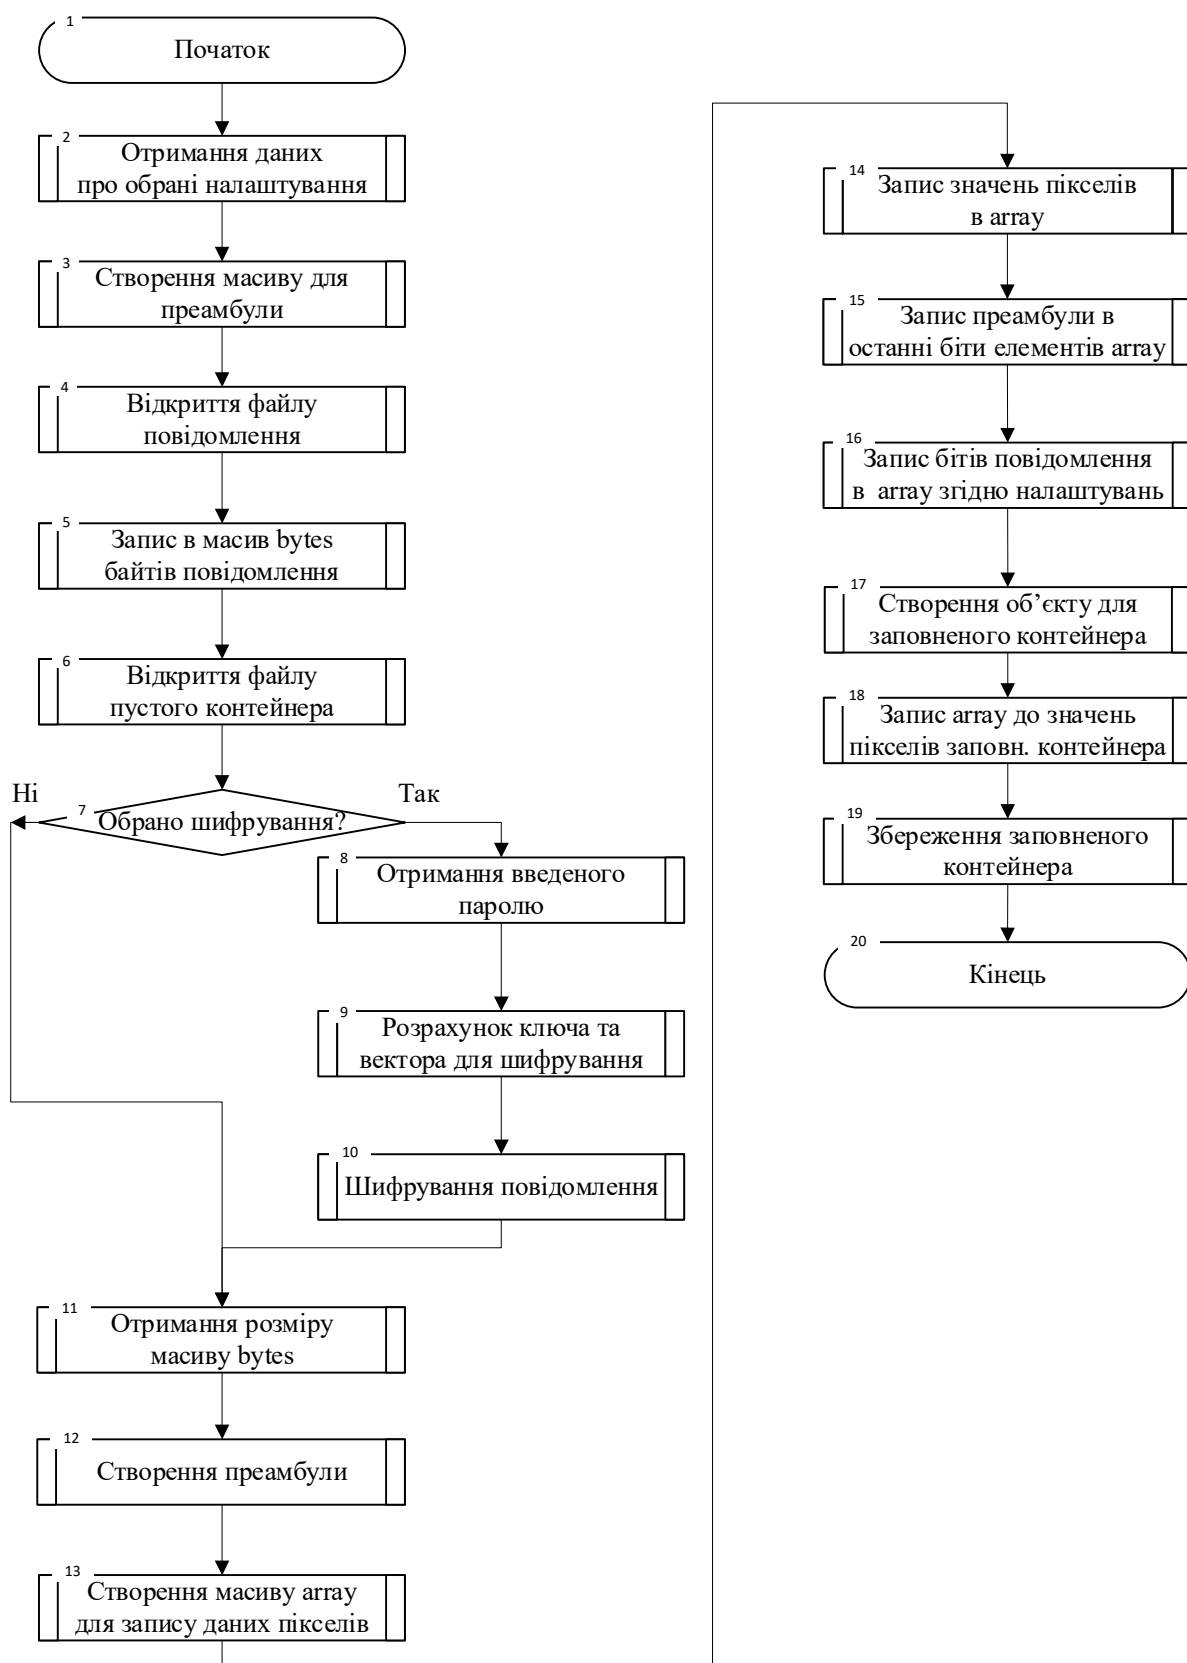 1
Початок
2
Отримання даних
про обрані налаштування
3
Створення масиву для
преамбули
4
Відкриття файлу
повідомлення
5
Запис в масив bytes
байтів повідомлення
6
Відкриття файлу
пустого контейнера
Ні
7
Обрано шифрування?
Так
8
Отримання введеного
паролю
9
Розрахунок ключа та
вектора для шифрування
10
Шифрування повідомлення
11
Отримання розміру
масиву bytes
12
Створення преамбули
13
Створення масиву array
для запису даних пікселів
14
Запис значень пікселів
в array
15
Запис преамбули в
останні біти елементів array
16
Запис бітів повідомлення
в array згідно налаштувань
17
Створення об’єкту для
заповненого контейнера
18
Запис array до значень
пікселів заповн. контейнера
19
Збереження заповненого
контейнера
20
Кінець